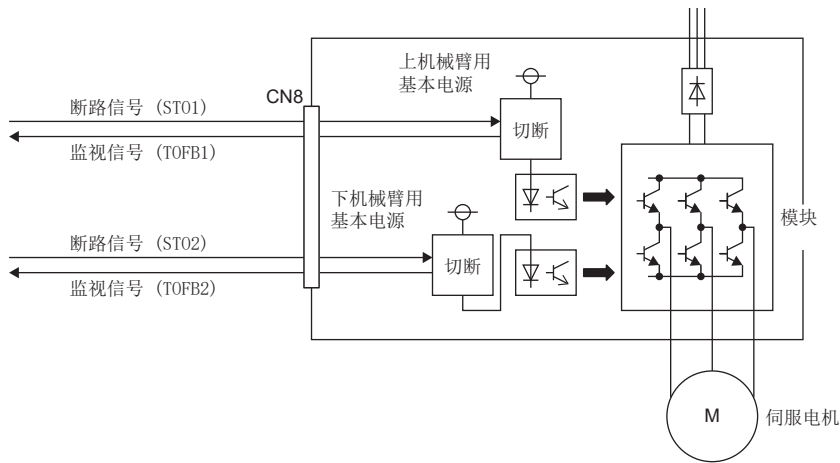 上机械臂用
基本电源
CN8
断路信号 (STO1)
切断
监视信号 (TOFB1)
下机械臂用
基本电源
模块
断路信号 (STO2)
切断
监视信号 (TOFB2)
M
伺服电机